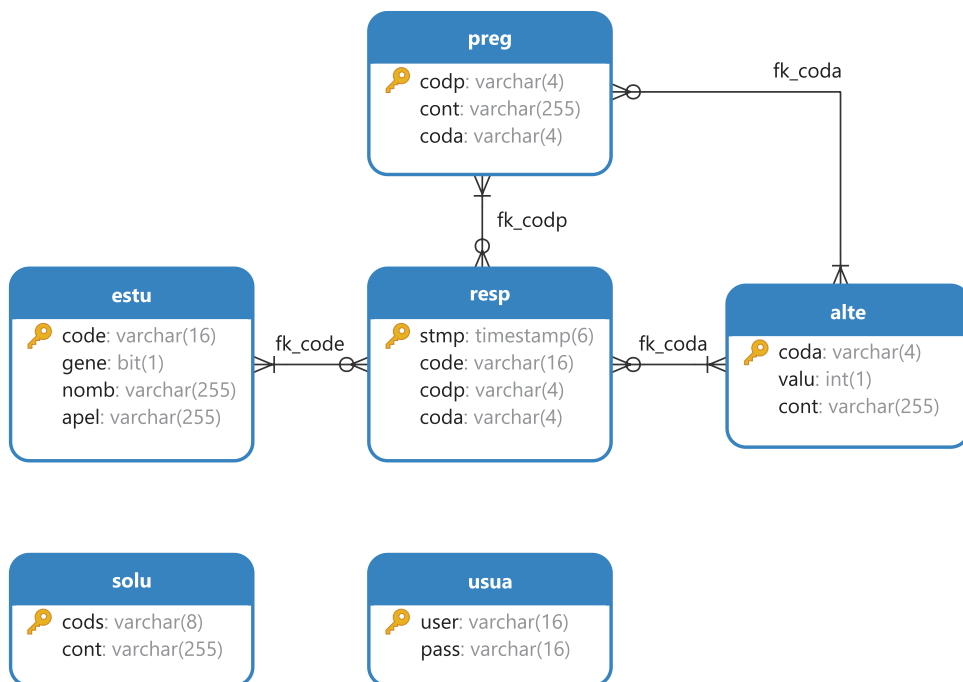 preg
codp: varchar(4)
cont: varchar(255)
coda: varchar(4)
fk_coda
fk_codp
estu
code: varchar(16)
gene: bit(1)
nomb: varchar(255)
apel: varchar(255)
fk_code
resp
stmp: timestamp(6)
code: varchar(16)
codp: varchar(4)
coda: varchar(4)
fk_coda
alte
coda: varchar(4)
valu: int(1)
cont: varchar(255)
solu
cods: varchar(8)
cont: varchar(255)
usua
user: varchar(16)
pass: varchar(16)